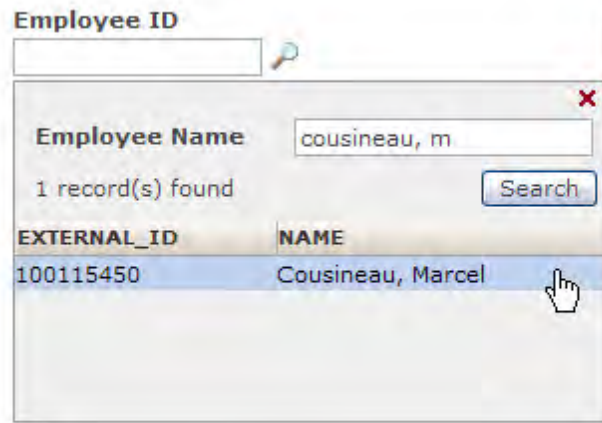 Employee ID
Employee Name cousineau, m
1 record(s) found Search
EXTERNAL_ID NAME
100115450 Cousineau, Marcel